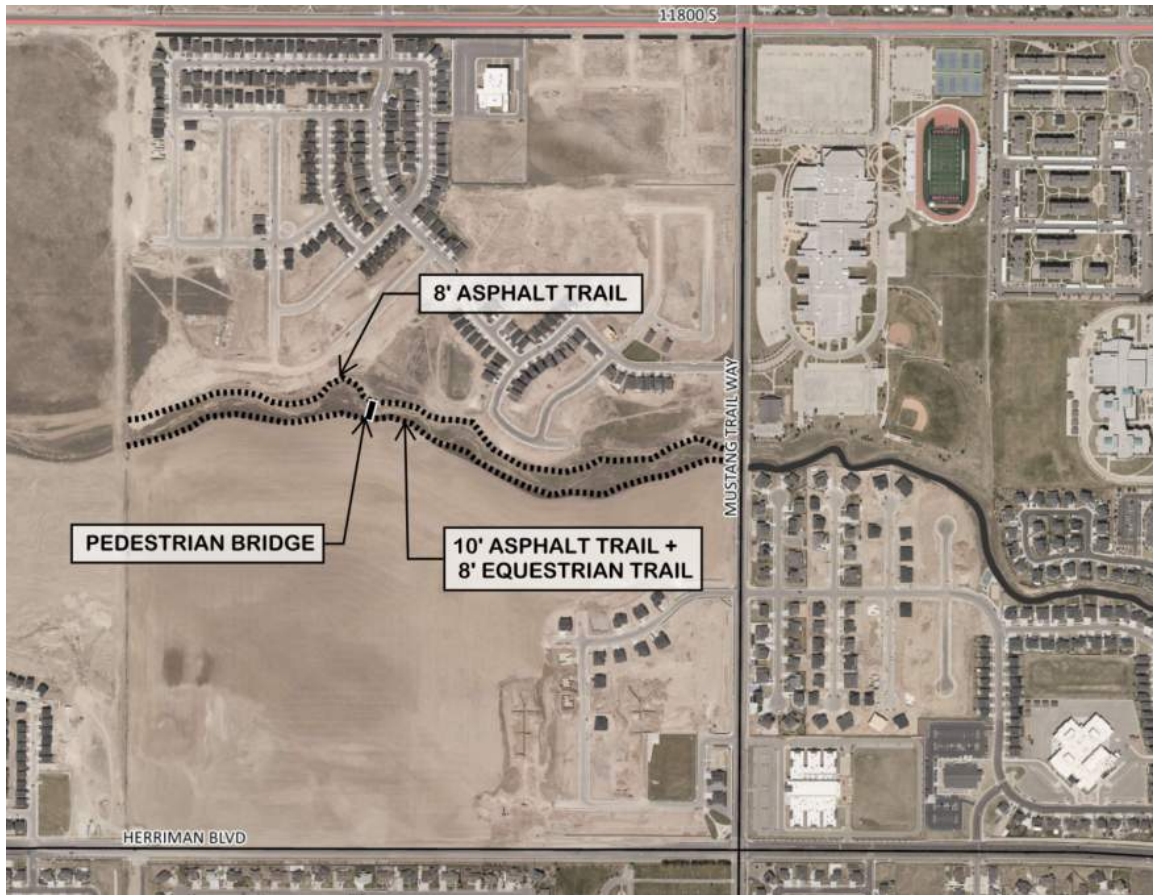 11800 S
8' ASPHALT TRAIL
MUSTANG TRAIL WAY
PEDESTRIAN BRIDGE
10' ASPHALT TRAIL +
8' EQUESTRIAN TRAIL
HERRIMAN BLVD